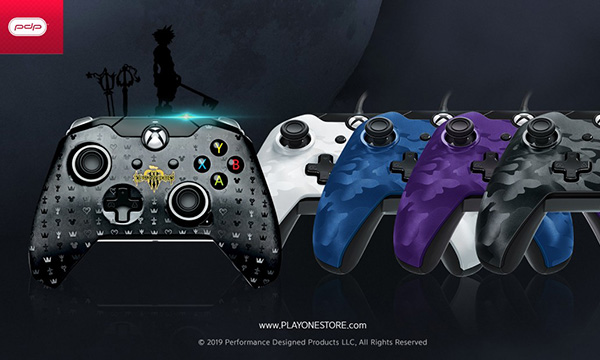 pdp
Y
X
B
A
www.PLAYONESTORE.com
© 2019 Performance Designed Products LLC, All Rights Reserved